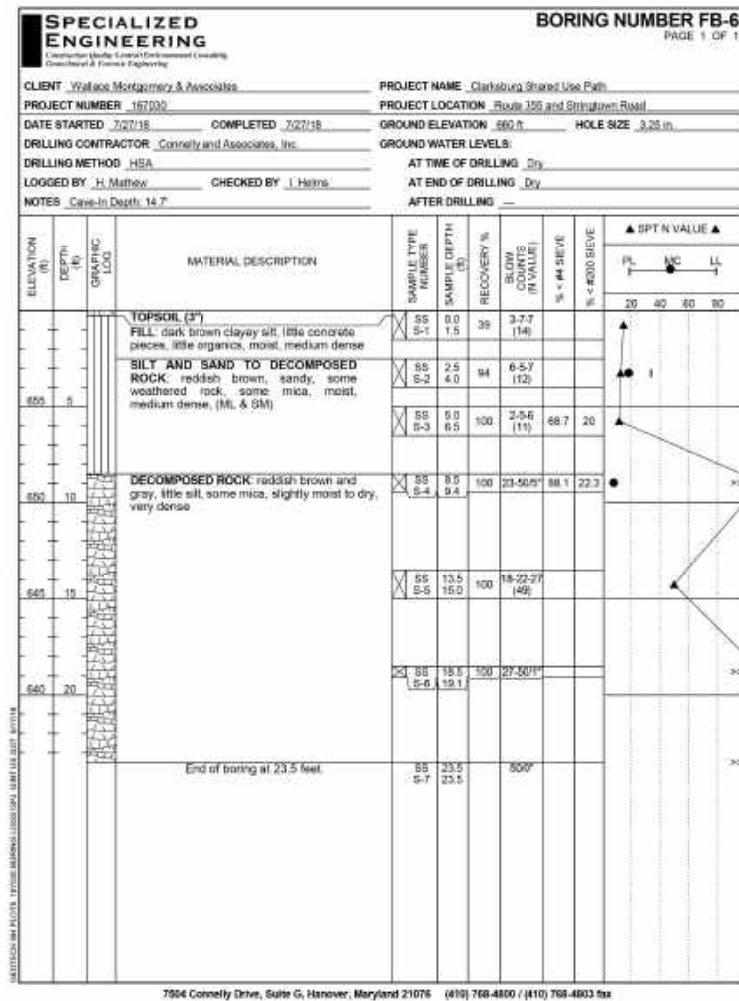 SPECIALIZED
ENGINEERING
BORING NUMBER FB-6
PAGE 1 OF 1
CLIENT Wallace Montgomery & Associates
PROJECT NAME Clarksburg Shared Use Path
PROJECT NUMBER 167030
PROJECT LOCATION Route 355 and Stringtown Road
DATE STARTED 7/27/18 COMPLETED 7/27/18
GROUND ELEVATION 660 ft HOLE SIZE 3.25 in.
DRILLING CONTRACTOR Connelly and Associates, Inc.
GROUND WATER LEVELS:
DRILLING METHOD HSA
AT TIME OF DRILLING Dry
LOGGED BY H. Mathew CHECKED BY I. Helms
AT END OF DRILLING Dry
NOTES Cave-In Depth: 14.7'
AFTER DRILLING ---
ELEVATION (ft)
DEPTH (ft)
GRAPHIC LOG
MATERIAL DESCRIPTION
SAMPLE TYPE NUMBER
SAMPLE DEPTH (ft)
RECOVERY %
BLOW COUNTS (N VALUE)
% < #4 SIEVE
% < #200 SIEVE
▲ SPT N VALUE ▲
PL MC LL
20 40 60 80
TOPSOIL (3")
FILL: dark brown clayey silt, little concrete
pieces, little organics, moist, medium dense
SS S-1 0.0 1.5 39 3-7-7 (14)
SILT AND SAND TO DECOMPOSED
ROCK: reddish brown, sandy, some
weathered rock, some mica, moist,
medium dense, (ML & SM)
SS S-2 2.5 4.0 94 6-5-7 (12)
655 5
SS S-3 5.0 6.5 100 2-5-6 (11) 68.7 20
DECOMPOSED ROCK: reddish brown and
gray, little silt, some mica, slightly moist to dry,
very dense
SS S-4 8.5 9.4 100 23-50/5" 88.1 22.3 >>
650 10
SS S-5 13.5 15.0 100 18-22-27 (49)
645 15
SS S-6 18.5 19.1 100 27-50/1" >>
640 20
End of boring at 23.5 feet.
SS S-7 23.5 23.5 50/0" >>
7504 Connelly Drive, Suite G, Hanover, Maryland 21076 (410) 768-4800 / (410) 768-4803 fax